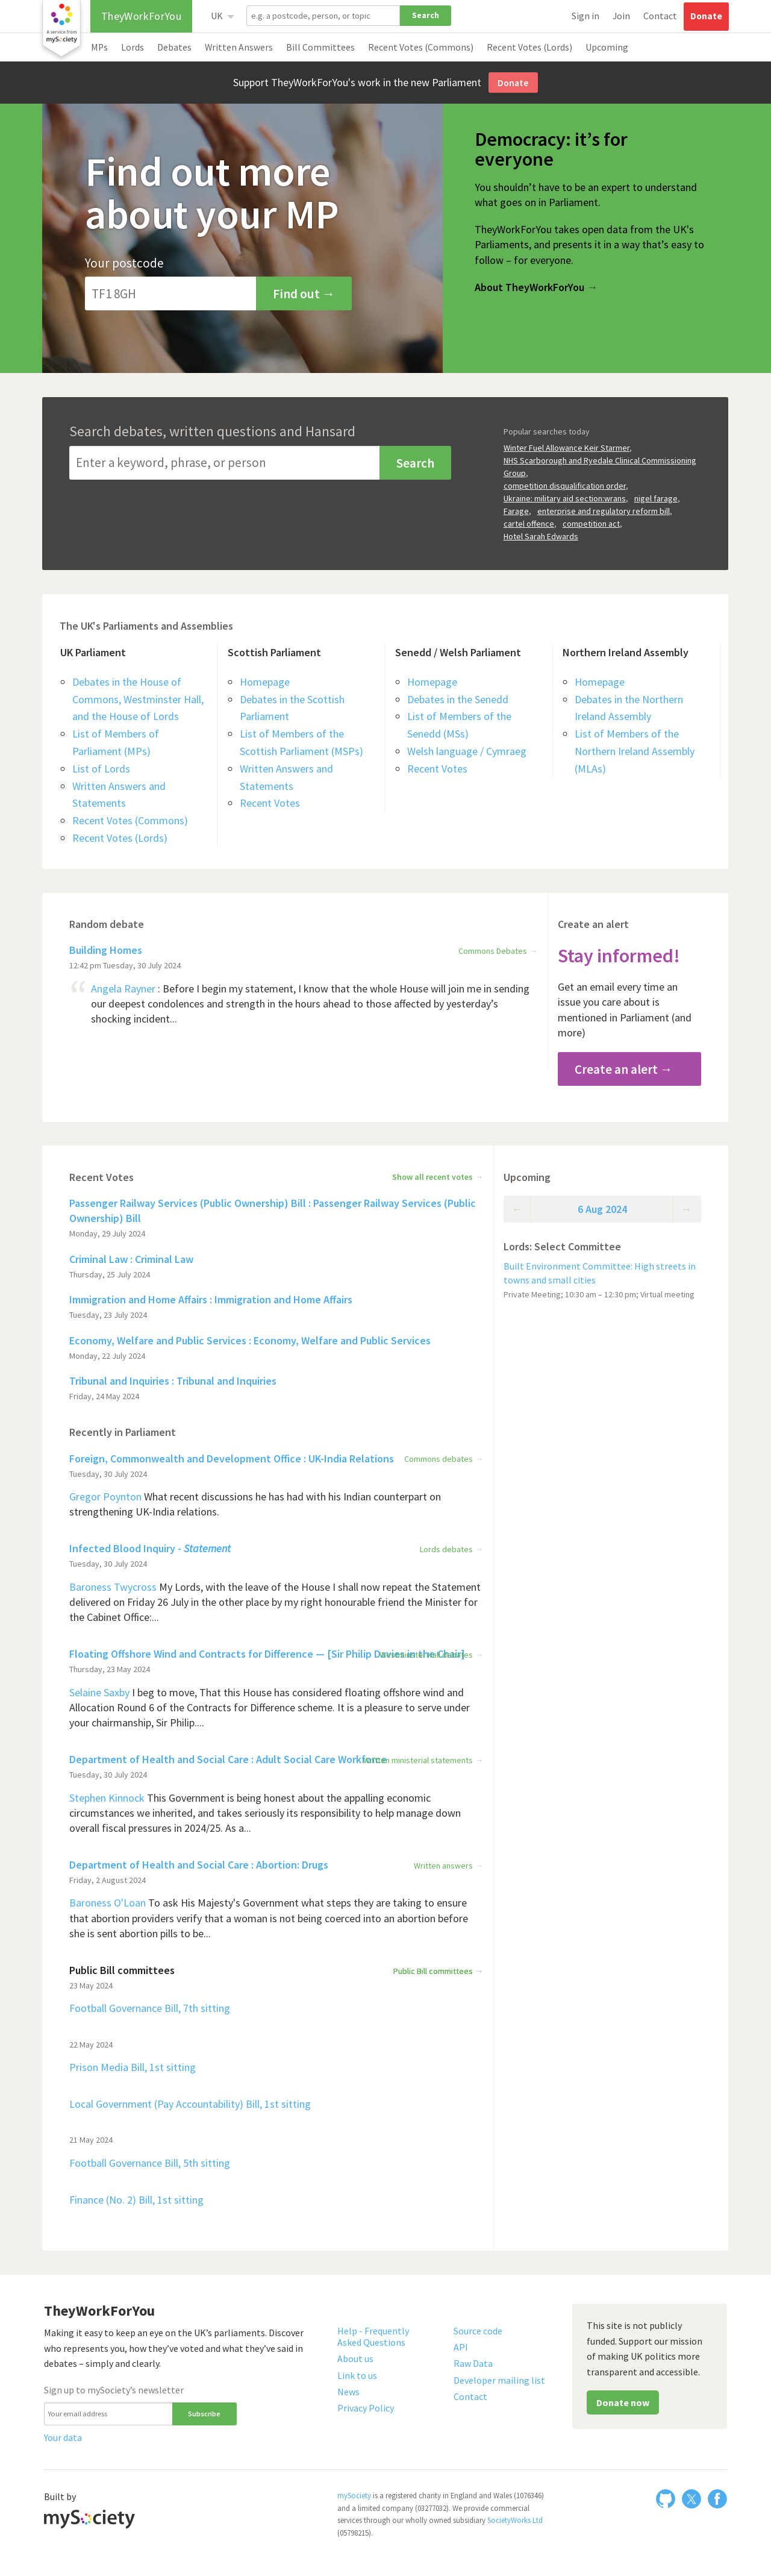 TheyWorkForYou
UK
e.g. a postcode, person, or topic
Search
Sign in
Join
Contact
Donate
A service from
mySociety
MPs
Lords
Debates
Written Answers
Bill Committees
Recent Votes (Commons)
Recent Votes (Lords)
Upcoming
Support TheyWorkForYou's work in the new Parliament
Donate
Find out more
about your MP
Your postcode
TF1 8GH
Find out →
Democracy: it’s for
everyone
You shouldn’t have to be an expert to understand
what goes on in Parliament.
TheyWorkForYou takes open data from the UK's
Parliaments, and presents it in a way that’s easy to
follow – for everyone.
About TheyWorkForYou →
Search debates, written questions and Hansard
Enter a keyword, phrase, or person
Search
Popular searches today
Winter Fuel Allowance Keir Starmer,
NHS Scarborough and Ryedale Clinical Commissioning
Group,
competition disqualification order,
Ukraine: military aid section:wrans, nigel farage,
Farage, enterprise and regulatory reform bill,
cartel offence, competition act,
Hotel Sarah Edwards
The UK's Parliaments and Assemblies
UK Parliament
Debates in the House of
Commons, Westminster Hall,
and the House of Lords
List of Members of
Parliament (MPs)
List of Lords
Written Answers and
Statements
Recent Votes (Commons)
Recent Votes (Lords)
Scottish Parliament
Homepage
Debates in the Scottish
Parliament
List of Members of the
Scottish Parliament (MSPs)
Written Answers and
Statements
Recent Votes
Senedd / Welsh Parliament
Homepage
Debates in the Senedd
List of Members of the
Senedd (MSs)
Welsh language / Cymraeg
Recent Votes
Northern Ireland Assembly
Homepage
Debates in the Northern
Ireland Assembly
List of Members of the
Northern Ireland Assembly
(MLAs)
Random debate
Building Homes
Commons Debates →
12:42 pm Tuesday, 30 July 2024
“ Angela Rayner : Before I begin my statement, I know that the whole House will join me in sending
our deepest condolences and strength in the hours ahead to those affected by yesterday’s
shocking incident...
Create an alert
Stay informed!
Get an email every time an
issue you care about is
mentioned in Parliament (and
more)
Create an alert →
Recent Votes
Show all recent votes →
Passenger Railway Services (Public Ownership) Bill : Passenger Railway Services (Public
Ownership) Bill
Monday, 29 July 2024
Criminal Law : Criminal Law
Thursday, 25 July 2024
Immigration and Home Affairs : Immigration and Home Affairs
Tuesday, 23 July 2024
Economy, Welfare and Public Services : Economy, Welfare and Public Services
Monday, 22 July 2024
Tribunal and Inquiries : Tribunal and Inquiries
Friday, 24 May 2024
Recently in Parliament
Foreign, Commonwealth and Development Office : UK-India Relations
Commons debates →
Tuesday, 30 July 2024
Gregor Poynton What recent discussions he has had with his Indian counterpart on
strengthening UK-India relations.
Infected Blood Inquiry - Statement
Lords debates →
Tuesday, 30 July 2024
Baroness Twycross My Lords, with the leave of the House I shall now repeat the Statement
delivered on Friday 26 July in the other place by my right honourable friend the Minister for
the Cabinet Office:...
Floating Offshore Wind and Contracts for Difference — [Sir Philip Davies in the Chair]
Westminster Hall debates →
Thursday, 23 May 2024
Selaine Saxby I beg to move, That this House has considered floating offshore wind and
Allocation Round 6 of the Contracts for Difference scheme. It is a pleasure to serve under
your chairmanship, Sir Philip....
Department of Health and Social Care : Adult Social Care Workforce
Written ministerial statements →
Tuesday, 30 July 2024
Stephen Kinnock This Government is being honest about the appalling economic
circumstances we inherited, and takes seriously its responsibility to help manage down
overall fiscal pressures in 2024/25. As a...
Department of Health and Social Care : Abortion: Drugs
Written answers →
Friday, 2 August 2024
Baroness O'Loan To ask His Majesty's Government what steps they are taking to ensure
that abortion providers verify that a woman is not being coerced into an abortion before
she is sent abortion pills to be...
Public Bill committees
Public Bill committees →
23 May 2024
Football Governance Bill, 7th sitting
22 May 2024
Prison Media Bill, 1st sitting
Local Government (Pay Accountability) Bill, 1st sitting
21 May 2024
Football Governance Bill, 5th sitting
Finance (No. 2) Bill, 1st sitting
Upcoming
← 6 Aug 2024 →
Lords: Select Committee
Built Environment Committee: High streets in
towns and small cities
Private Meeting; 10:30 am – 12:30 pm; Virtual meeting
TheyWorkForYou
Making it easy to keep an eye on the UK’s parliaments. Discover
who represents you, how they’ve voted and what they’ve said in
debates – simply and clearly.
Sign up to mySociety’s newsletter
Your email address
Subscribe
Your data
Help - Frequently
Asked Questions
About us
Link to us
News
Privacy Policy
Source code
API
Raw Data
Developer mailing list
Contact
This site is not publicly
funded. Support our mission
of making UK politics more
transparent and accessible.
Donate now
Built by
mySociety
mySociety is a registered charity in England and Wales (1076346)
and a limited company (03277032). We provide commercial
services through our wholly owned subsidiary SocietyWorks Ltd
(05798215).